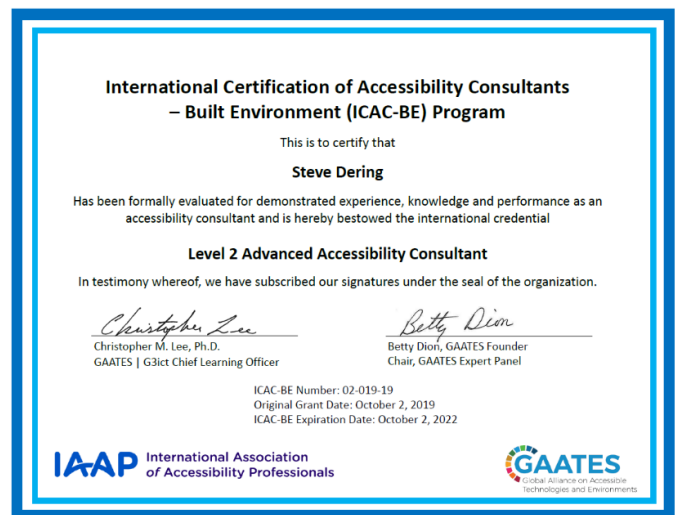 International Certification of Accessibility Consultants
– Built Environment (ICAC-BE) Program
This is to certify that
Steve Dering
Has been formally evaluated for demonstrated experience, knowledge and performance as an
accessibility consultant and is hereby bestowed the international credential
Level 2 Advanced Accessibility Consultant
In testimony whereof, we have subscribed our signatures under the seal of the organization.
Christopher Lee
Betty Dion
Christopher M. Lee, Ph.D.
GAATES | G3ict Chief Learning Officer
Betty Dion, GAATES Founder
Chair, GAATES Expert Panel
ICAC-BE Number: 02-019-19
Original Grant Date: October 2, 2019
ICAC-BE Expiration Date: October 2, 2022
IAAP
International Association
of Accessibility Professionals
GAATES
Global Alliance on Accessible
Technologies and Environments